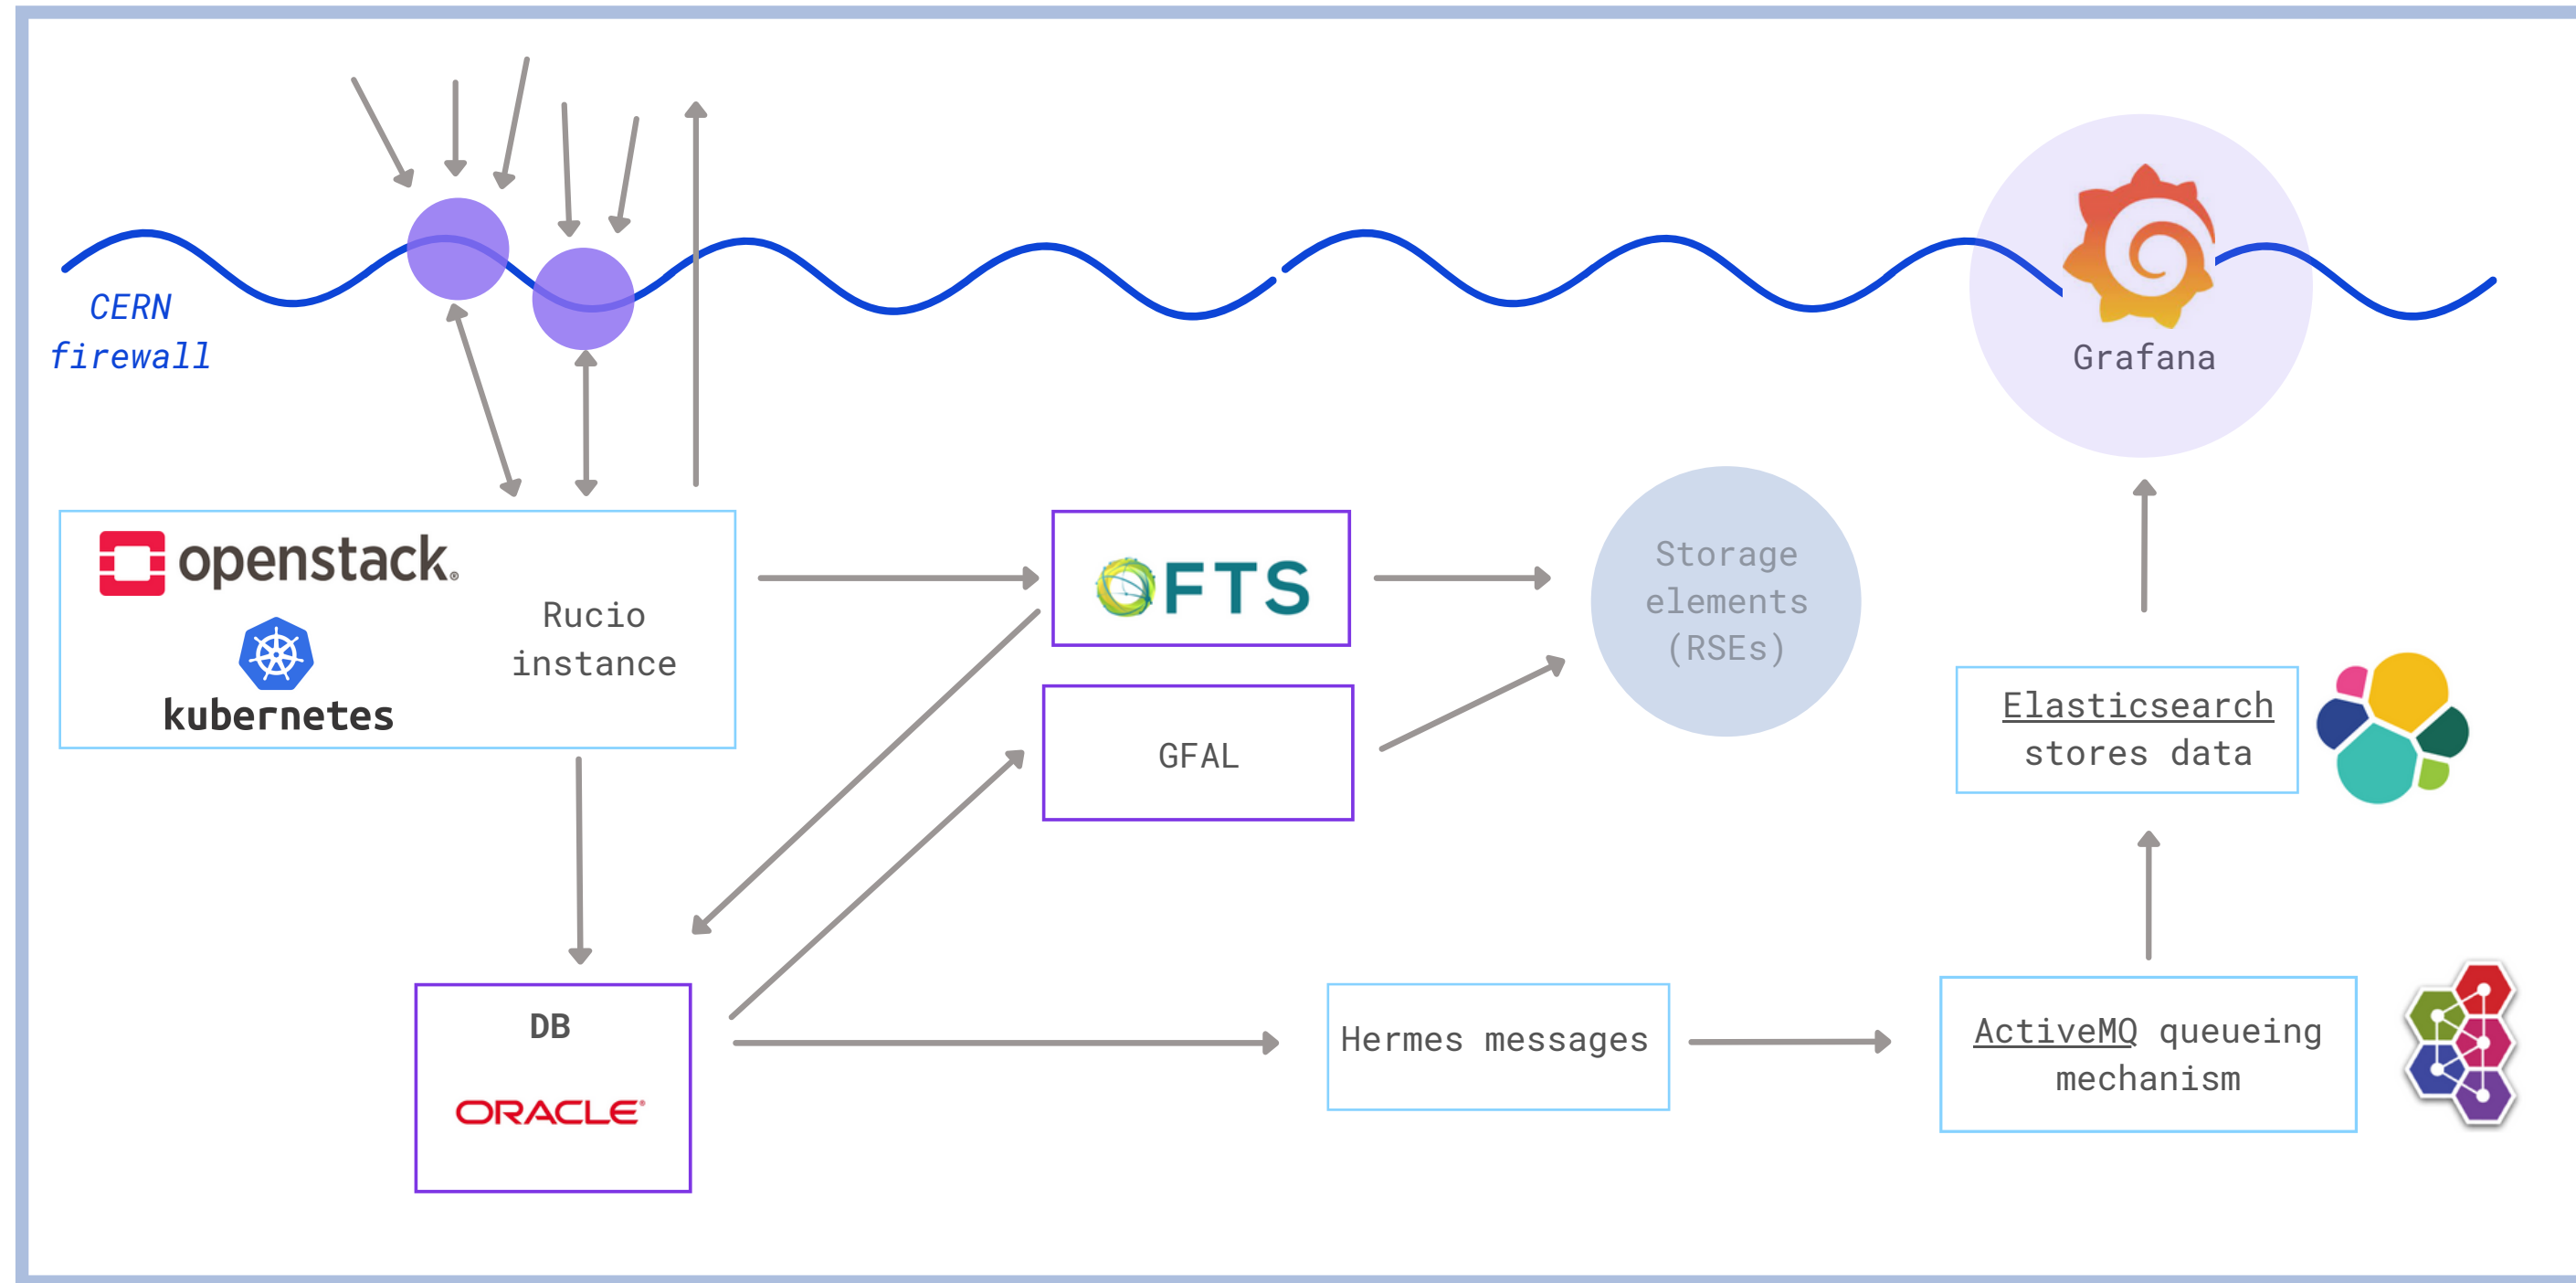 CERN
firewall
Grafana
openstack®
kubernetes
Rucio
instance
FTS
GFAL
Storage
elements
(RSEs)
Elasticsearch
stores data
DB
ORACLE®
Hermes messages
ActiveMQ queueing
mechanism